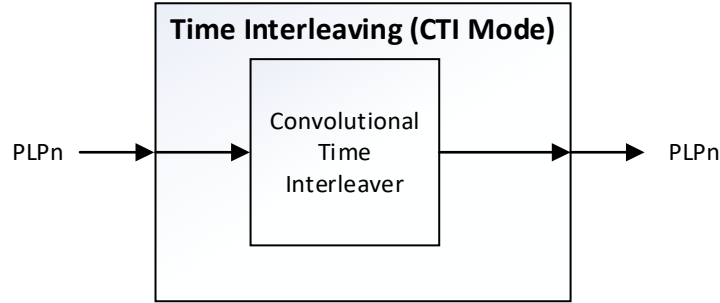 Time Interleaving (CTI Mode)
Convolutional
Time
Interleaver
PLPn
PLPn